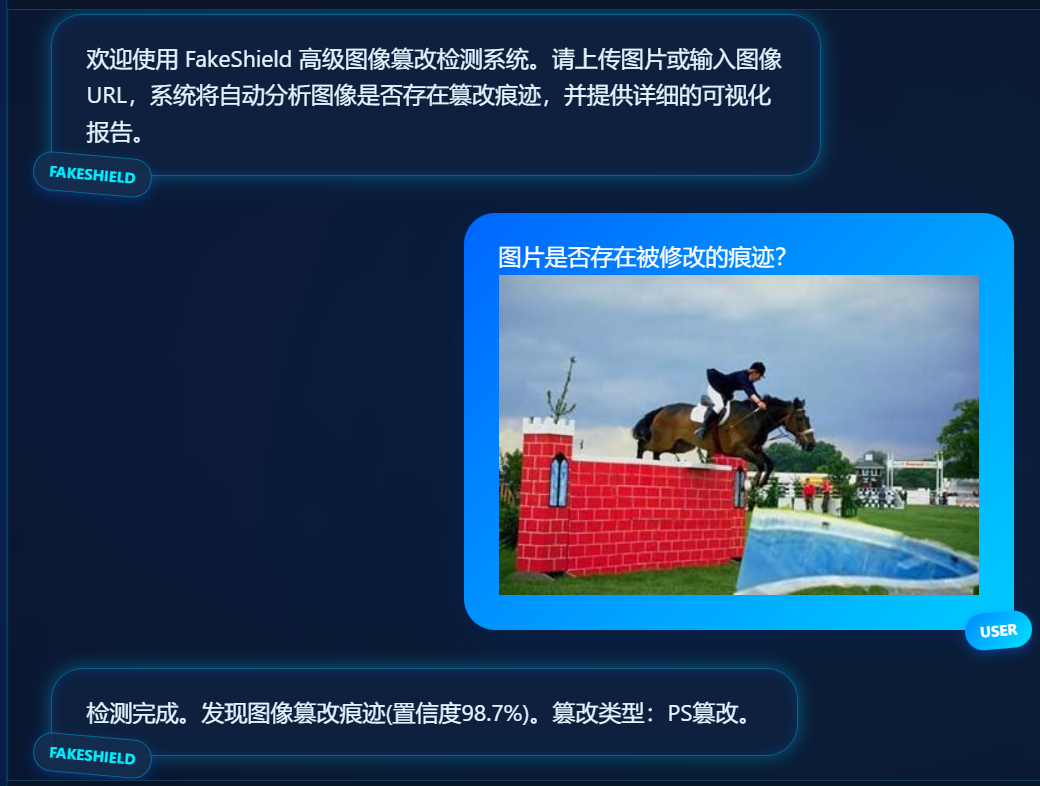 欢迎使用 FakeShield 高级图像篡改检测系统。请上传图片或输入图像
URL，系统将自动分析图像是否存在篡改痕迹，并提供详细的可视化
报告。
FAKESHIELD
图片是否存在被修改的痕迹？
USER
检测完成。发现图像篡改痕迹(置信度98.7%)。篡改类型：PS篡改。
FAKESHIELD